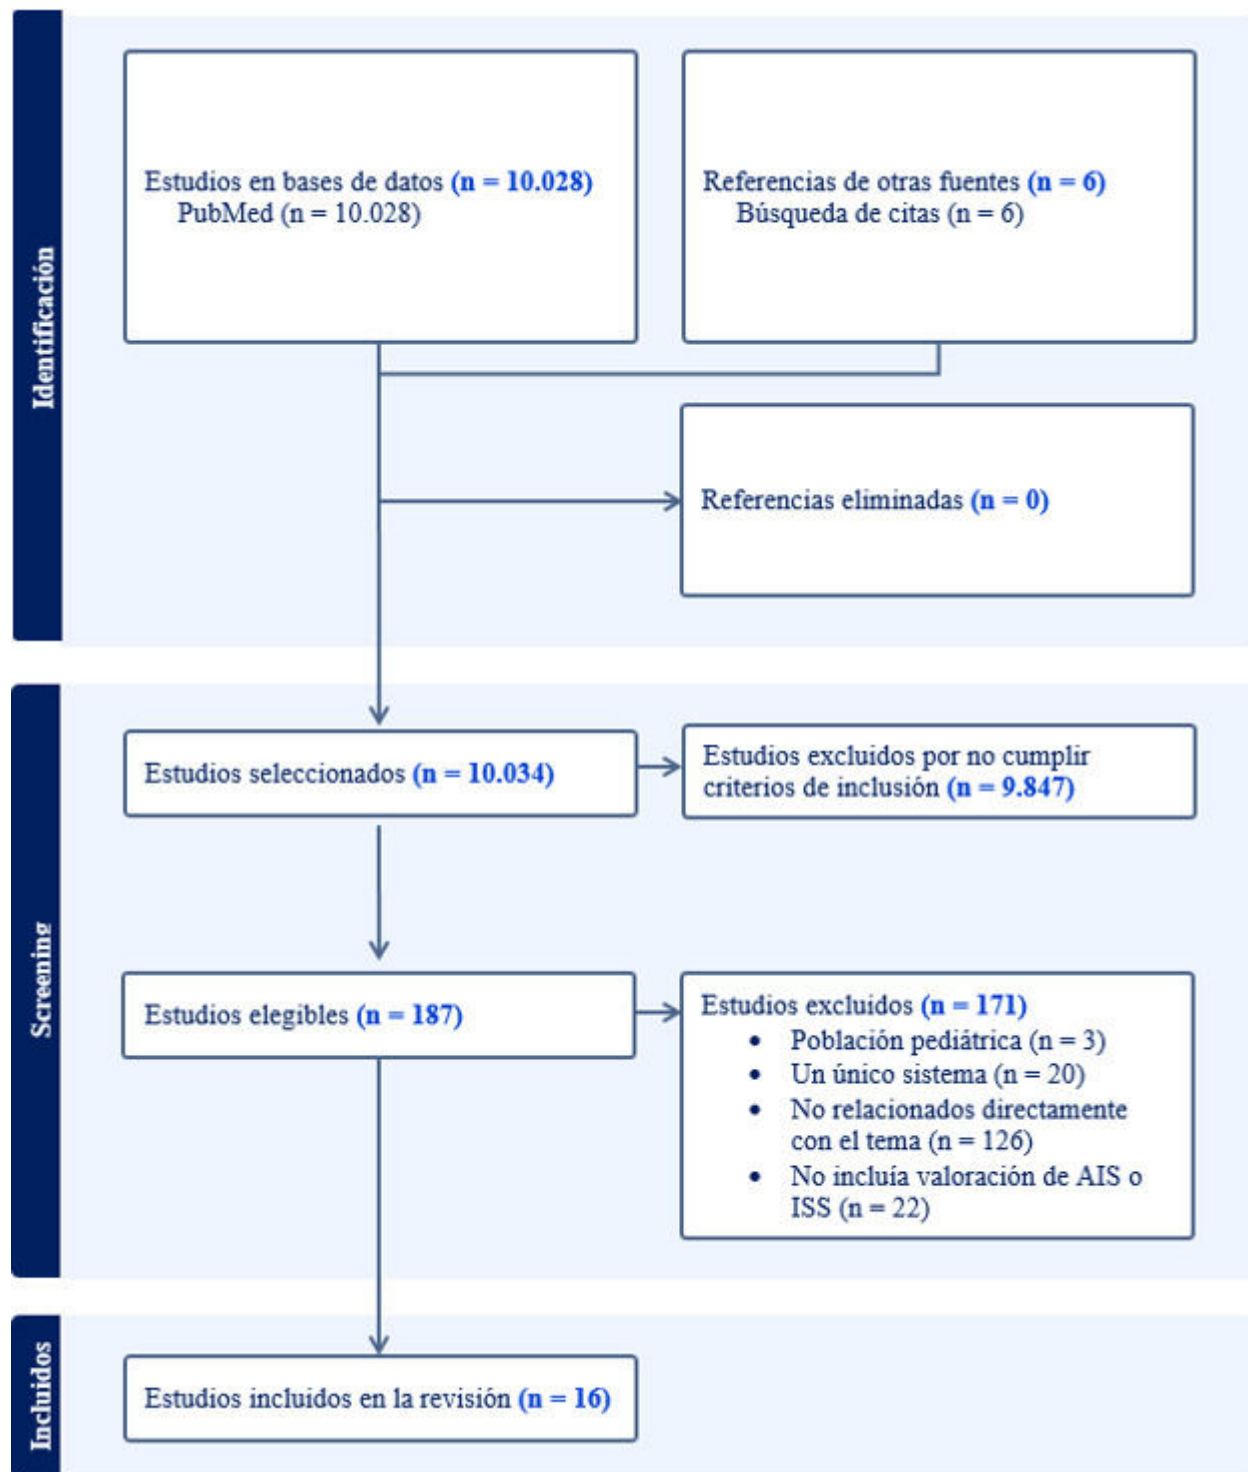 Identificación
Estudios en bases de datos (n = 10.028)
PubMed (n = 10.028)
Referencias de otras fuentes (n = 6)
Búsqueda de citas (n = 6)
Referencias eliminadas (n = 0)
Screening
Estudios seleccionados (n = 10.034)
Estudios excluidos por no cumplir
criterios de inclusión (n = 9.847)
Estudios elegibles (n = 187)
Estudios excluidos (n = 171)
• Población pediátrica (n = 3)
• Un único sistema (n = 20)
• No relacionados directamente
con el tema (n = 126)
• No incluía valoración de AIS o
ISS (n = 22)
Incluidos
Estudios incluidos en la revisión (n = 16)